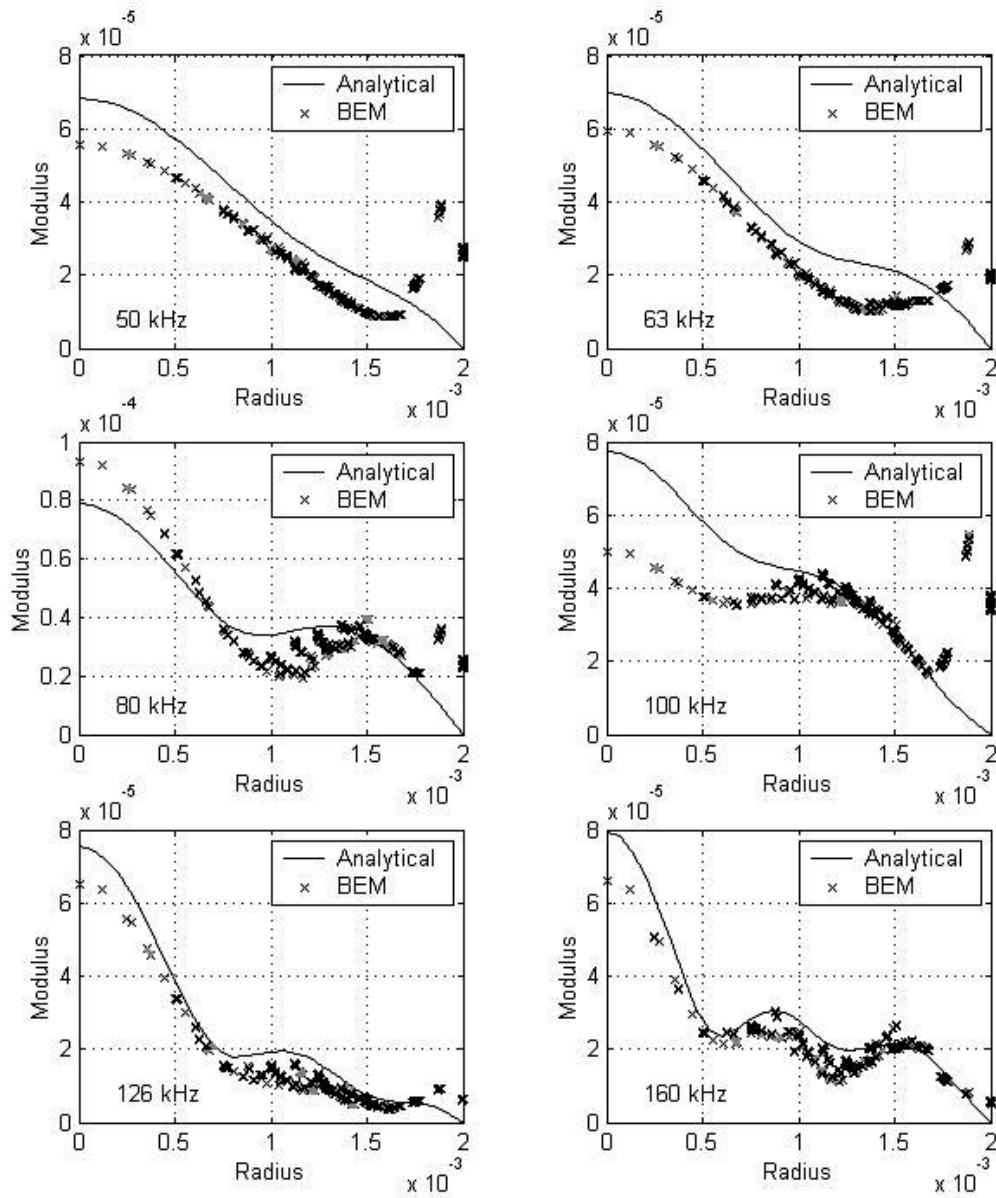 x 10⁻⁵
8
6
4
2
0
Modulus
Analytical
BEM
50 kHz
0 0.5 1 1.5 2
Radius
x 10⁻³
x 10⁻⁵
8
6
4
2
0
Modulus
Analytical
BEM
63 kHz
0 0.5 1 1.5 2
Radius
x 10⁻³
x 10⁻⁴
1
0.8
0.6
0.4
0.2
0
Modulus
Analytical
BEM
80 kHz
0 0.5 1 1.5 2
Radius
x 10⁻³
x 10⁻⁵
8
6
4
2
0
Modulus
Analytical
BEM
100 kHz
0 0.5 1 1.5 2
Radius
x 10⁻³
x 10⁻⁵
8
6
4
2
0
Modulus
Analytical
BEM
126 kHz
0 0.5 1 1.5 2
Radius
x 10⁻³
x 10⁻⁵
8
6
4
2
0
Modulus
Analytical
BEM
160 kHz
0 0.5 1 1.5 2
Radius
x 10⁻³